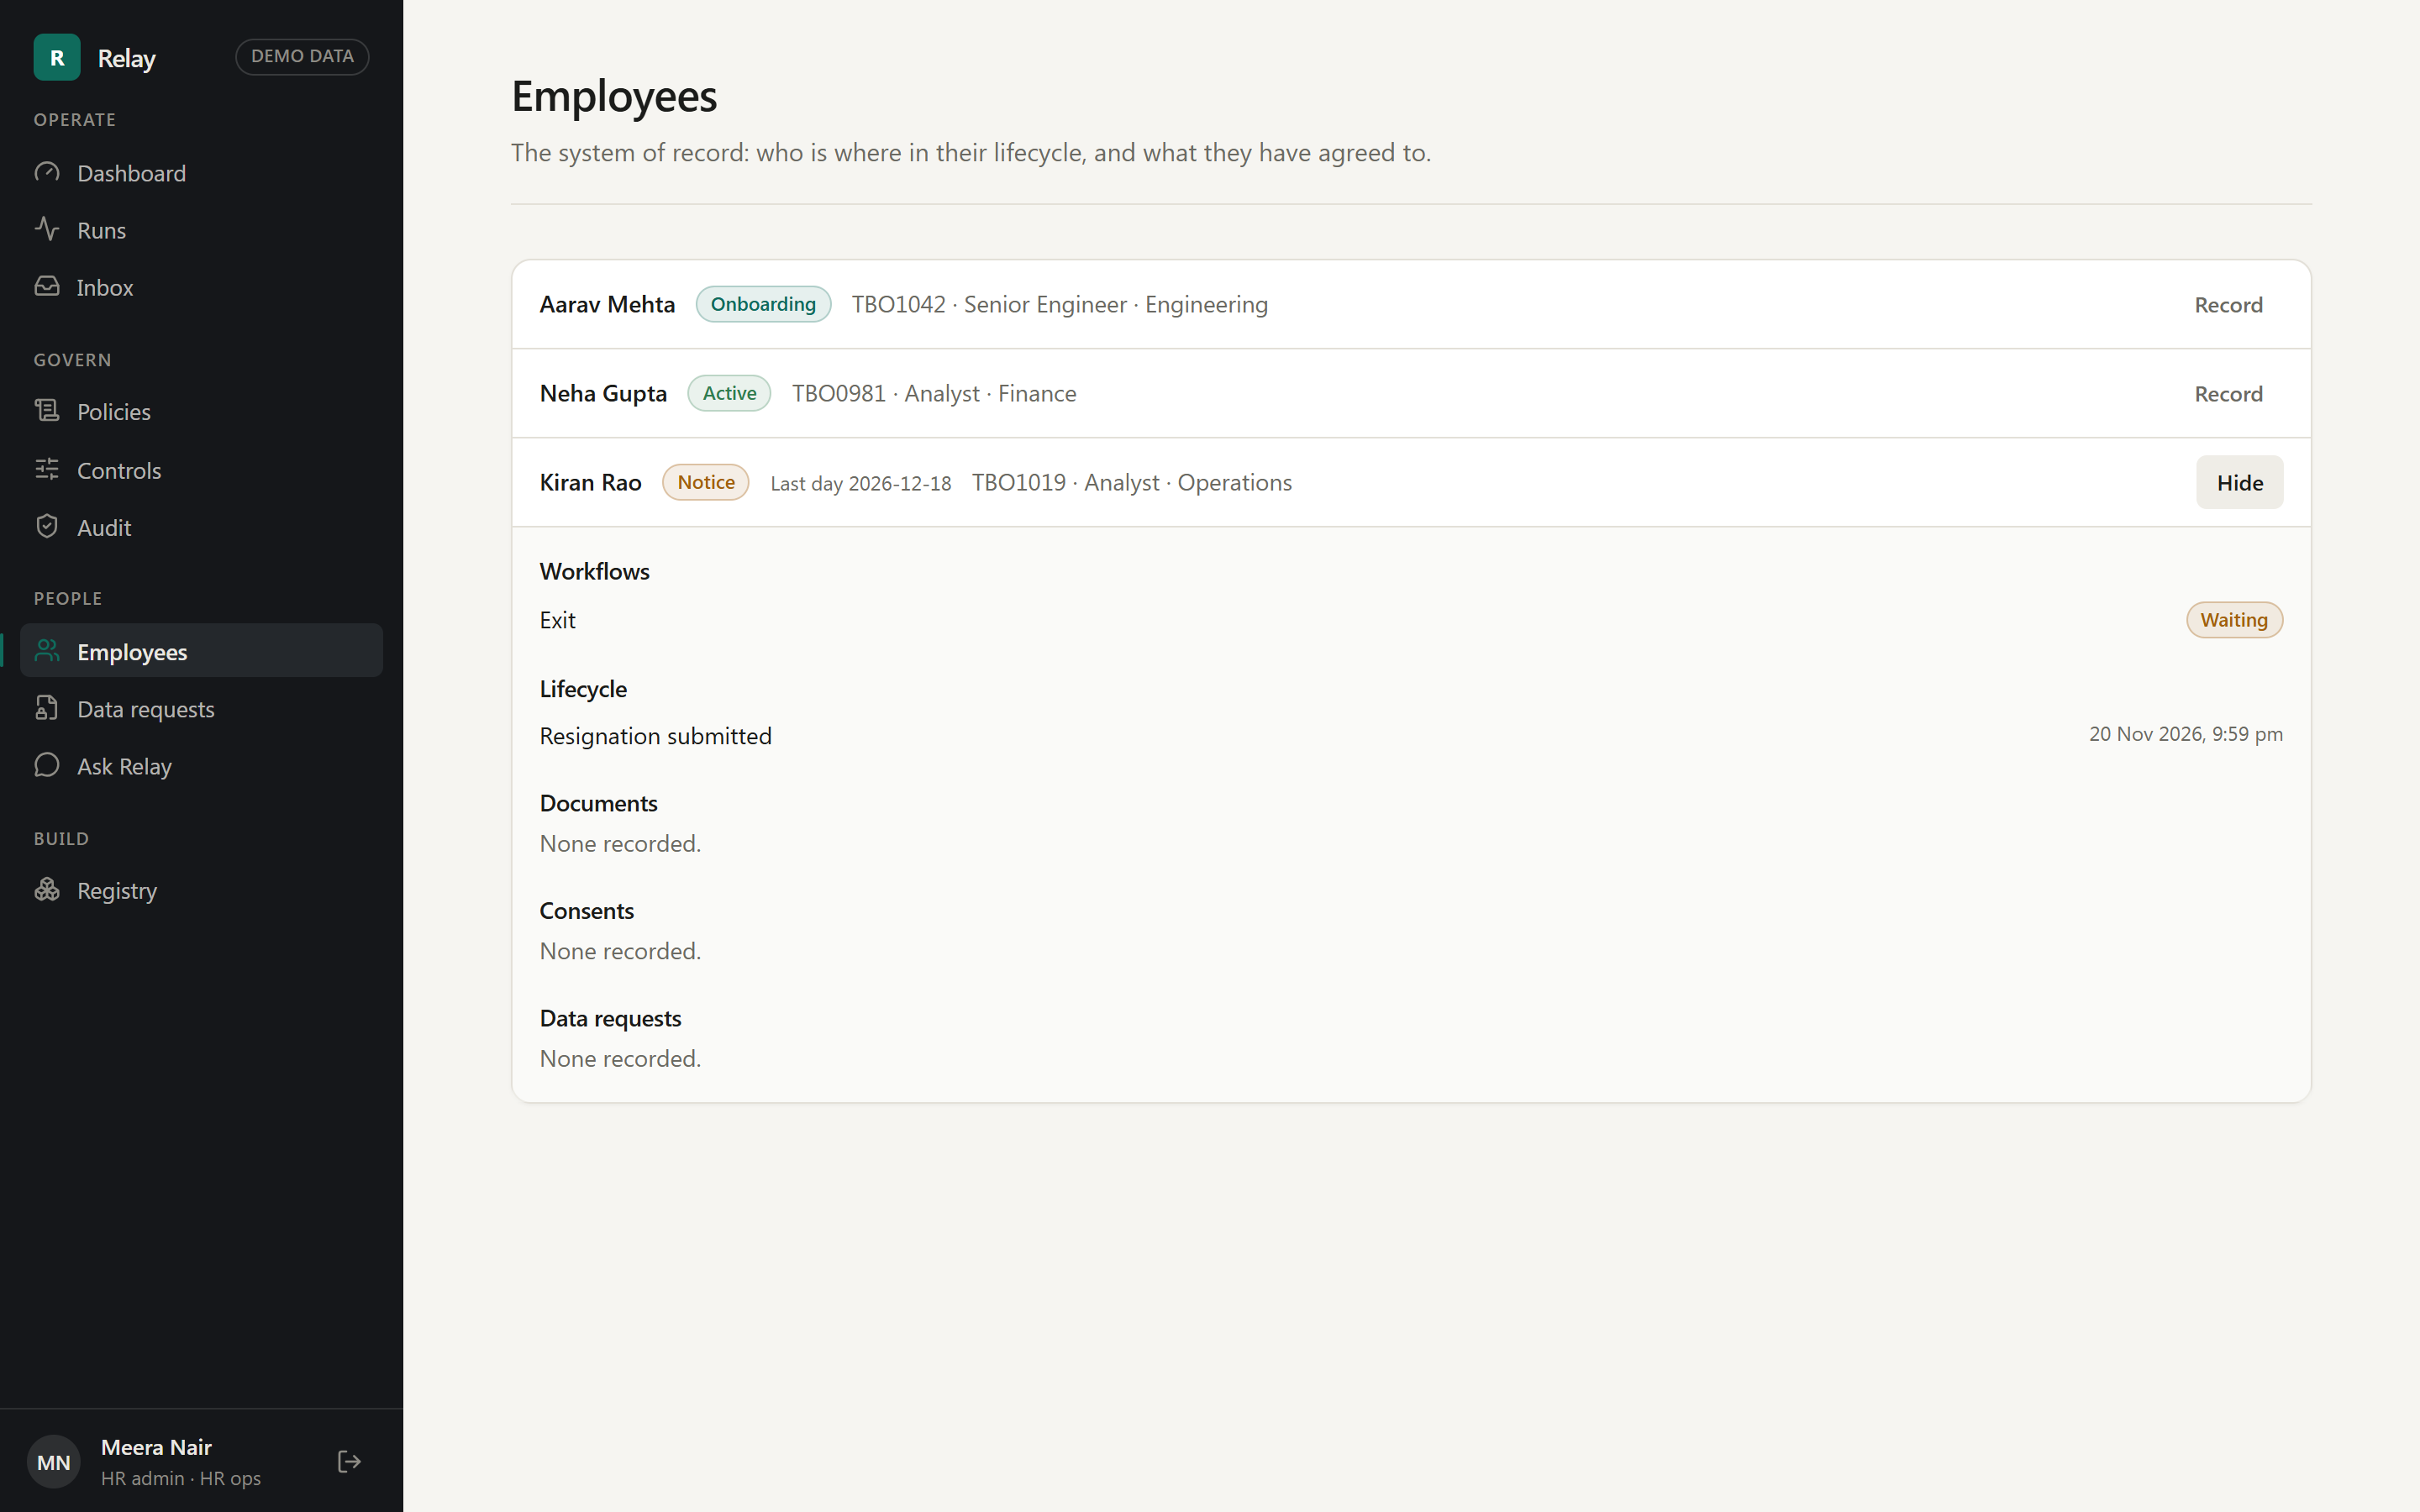 R Relay DEMO DATA
OPERATE
Dashboard
Runs
Inbox
GOVERN
Policies
Controls
Audit
PEOPLE
Employees
Data requests
Ask Relay
BUILD
Registry
MN Meera Nair
HR admin · HR ops
Employees
The system of record: who is where in their lifecycle, and what they have agreed to.
Aarav Mehta Onboarding TBO1042 · Senior Engineer · Engineering Record
Neha Gupta Active TBO0981 · Analyst · Finance Record
Kiran Rao Notice Last day 2026-12-18 TBO1019 · Analyst · Operations Hide
Workflows
Exit Waiting
Lifecycle
Resignation submitted 20 Nov 2026, 9:59 pm
Documents
None recorded.
Consents
None recorded.
Data requests
None recorded.